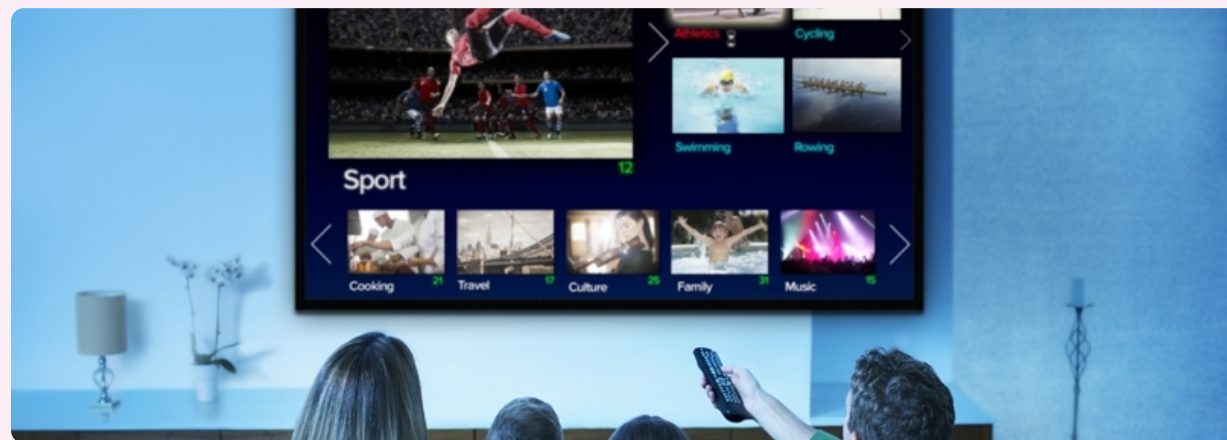 Athletics
Cycling
Swimming
Rowing
12
Sport
21
17
25
31
15
Cooking
Travel
Culture
Family
Music